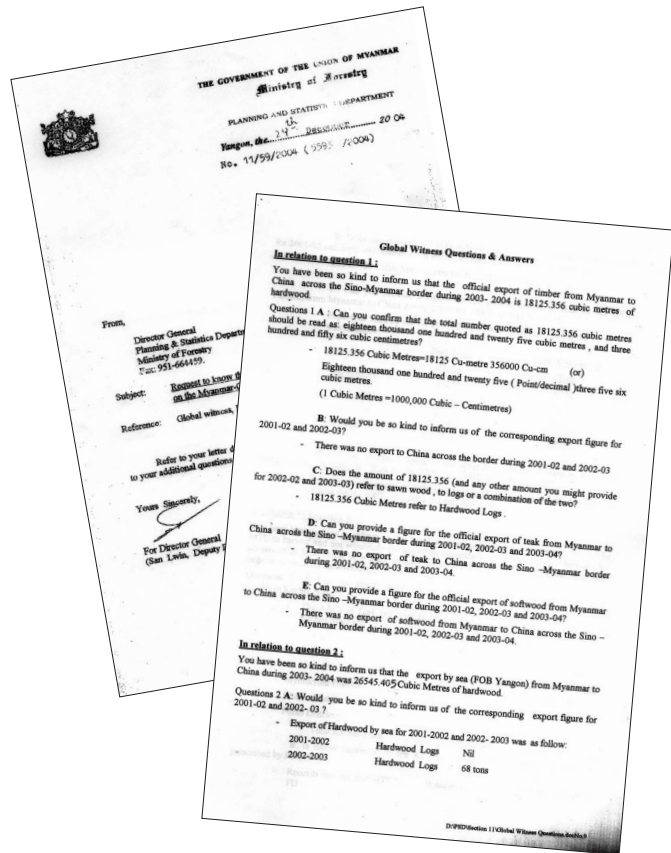 THE GOVERNMENT OF THE UNION OF MYANMAR
Ministry of Forestry
PLANNING AND STATISTICS DEPARTMENT
Yangon, the 24th December 2004
No. 11/59/2004 ( 5595 /2004)
From,
Director General
Planning & Statistics
Ministry of Forestry
Fax: 951-664459.
Subject: Request to know
on the
Reference: Global witness,
Refer to your letter
to your additional questions
Yours Sincerely,
For Director General
(San Lwin, Deputy
Global Witness Questions & Answers
In relation to question 1 :
You have been so kind to inform us that the official export of timber from Myanmar to
China across the Sino-Myanmar border during 2003- 2004 is 18125.356 cubic metres of
hardwood.
Questions 1 A : Can you confirm that the total number quoted as 18125.356 cubic metres
should be read as: eighteen thousand one hundred and twenty five cubic metres , and three
hundred and fifty six cubic centimetres?
- 18125.356 Cubic Metres=18125 Cu-metre 356000 Cu-cm (or)
Eighteen thousand one hundred and twenty five ( Point/decimal )three five six
cubic metres.
(1 Cubic Metres =1000,000 Cubic – Centimetres)
B: Would you be so kind to inform us of the corresponding export figure for
2001-02 and 2002-03?
- There was no export to China across the border during 2001-02 and 2002-03
C: Does the amount of 18125.356 (and any other amount you might provide
for 2002-02 and 2003-03) refer to sawn wood , to logs or a combination of the two?
- 18125.356 Cubic Metres refer to Hardwood Logs .
D: Can you provide a figure for the official export of teak from Myanmar to
China across the Sino –Myanmar border during 2001-02, 2002-03 and 2003-04?
- There was no export of teak to China across the Sino –Myanmar border
during 2001-02, 2002-03 and 2003-04.
E: Can you provide a figure for the official export of softwood from Myanmar
to China across the Sino –Myanmar border during 2001-02, 2002-03 and 2003-04?
- There was no export of softwood from Myanmar to China across the Sino –
Myanmar border during 2001-02, 2002-03 and 2003-04.
In relation to question 2 :
You have been so kind to inform us that the export by sea (FOB Yangon) from Myanmar to
China during 2003- 2004 was 26545.405 Cubic Metres of hardwood.
Questions 2 A: Would you be so kind to inform us of the corresponding export figure for
2001-02 and 2002- 03 ?
- Export of Hardwood by sea for 2001-2002 and 2002- 2003 was as follow:
2001-2002 Hardwood Logs Nil
2002-2003 Hardwood Logs 68 tons
D:\PSD\Section 11\Global Witness Questions.docNo.9